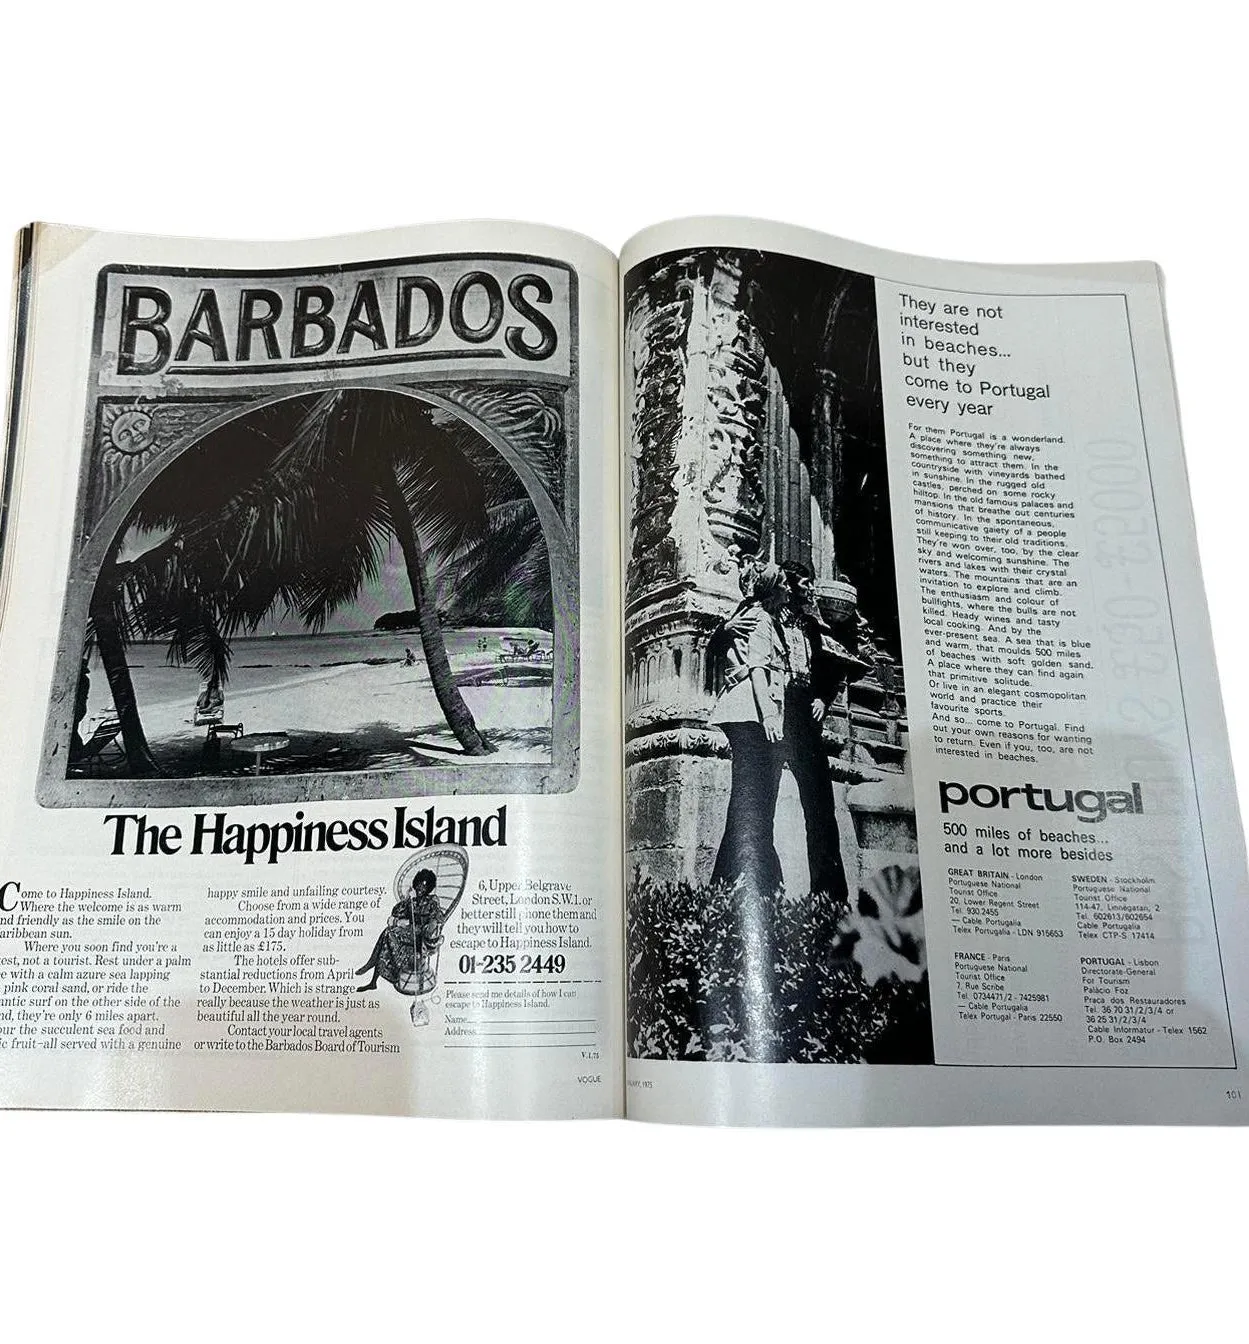 BARBADOS
The Happiness Island
Come to Happiness Island.
Where the welcome is as warm
nd friendly as the smile on the
aribbean sun.
Where you soon find you're a
est, not a tourist. Rest under a palm
e with a calm azure sea lapping
pink coral sand, or ride the
antic surf on the other side of the
nd, they're only 6 miles apart.
our the succulent sea food and
ic fruit-all served with a genuine
happy smile and unfailing courtesy.
Choose from a wide range of
accommodation and prices. You
can enjoy a 15 day holiday from
as little as £175.
The hotels offer sub-
stantial reductions from April
to December. Which is strange
really because the weather is just as
beautiful all the year round.
Contact your local travel agents
or write to the Barbados Board of Tourism
6, Upper Belgrave
Street, London S.W.1. or
better still phone them and
they will tell you how to
escape to Happiness Island.
01-235 2449
Please send me details of how I can
escape to Happiness Island.
Name
Address
V.1.75
VOGUE
They are not
interested
in beaches...
but they
come to Portugal
every year
For them Portugal is a wonderland.
A place where they're always
discovering something new,
something to attract them. In the
countryside with vineyards bathed
in sunshine. In the rugged old
castles, perched on some rocky
hilltop. In the old famous palaces and
mansions that breathe out centuries
of history. In the spontaneous,
communicative gaiety of a people
still keeping to their old traditions.
They're won over, too, by the clear
sky and welcoming sunshine. The
rivers and lakes with their crystal
waters. The mountains that are an
invitation to explore and climb.
The enthusiasm and colour of
bullfights, where the bulls are not
killed. Heady wines and tasty
local cooking. And by the
ever-present sea. A sea that is blue
and warm, that moulds 500 miles
of beaches with soft golden sand.
A place where they can find again
that primitive solitude.
Or live in an elegant cosmopolitan
world and practice their
favourite sports.
And so... come to Portugal. Find
out your own reasons for wanting
to return. Even if you, too, are not
interested in beaches.
portugal
500 miles of beaches...
and a lot more besides
GREAT BRITAIN - London
Portuguese National
Tourist Office
20, Lower Regent Street
Tel. 930 2455
— Cable Portugalia
Telex Portugalia - LDN 915653
SWEDEN - Stockholm
Portuguese National
Tourist Office
114-47, Linnégatan, 2
Tel. 602613/602654
Cable Portugalia
Telex CTP-S 17414
FRANCE - Paris
Portuguese National
Tourist Office
7, Rue Scribe
Tel. 0734471/2 - 7425981
— Cable Portugalia
Telex Portugal - Paris 22550
PORTUGAL - Lisbon
Directorate-General
For Tourism
Palácio Foz
Praca dos Restauradores
Tel. 36 70 31/2/3/4 or
36 25 31/2/3/4
Cable Informatur - Telex 1562
P.O. Box 2494
1975
101